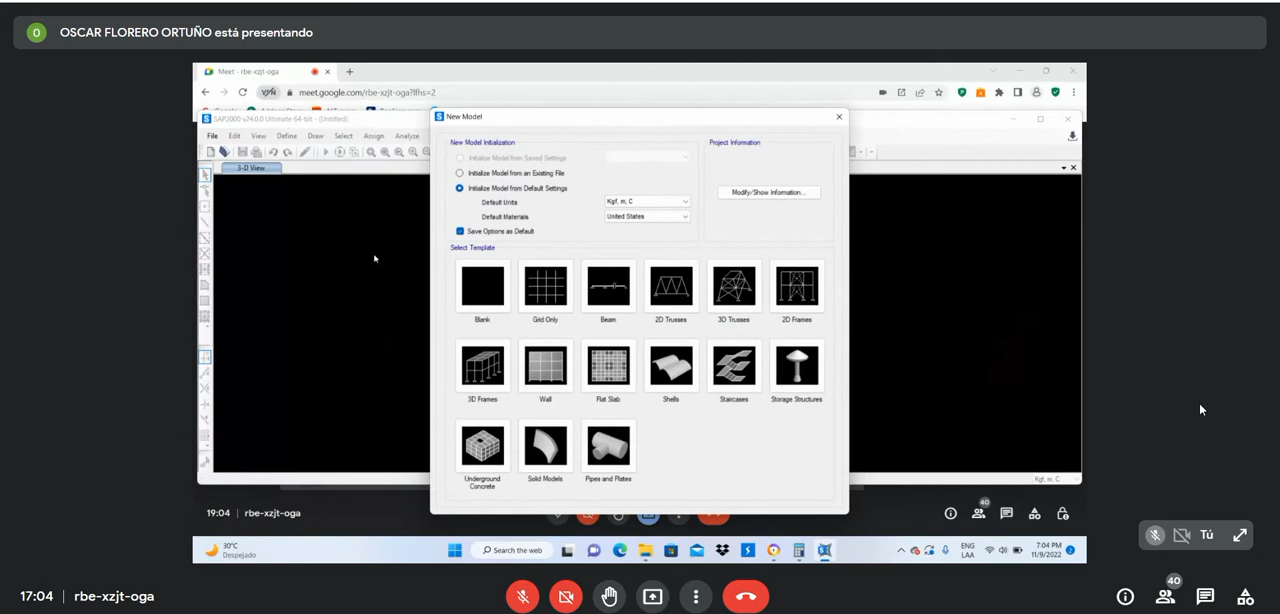 O OSCAR FLORERO ORTUÑO está presentando
Meet - rbe-xzjt-oga
meet.google.com/rbe-xzjt-oga?lfhs=2
SAP2000 v24.0.0 Ultimate 64-bit - (Untitled)
File Edit View Define Draw Select Assign Analyze
3-D View
New Model
New Model Initialization
Project Information
Initialize Model from Saved Settings
Initialize Model from an Existing File
Initialize Model from Default Settings
Modify/Show Information...
Default Units Kgf, m, C
Default Materials United States
Save Options as Default
Select Template
Blank Grid Only Beam 2D Trusses 3D Trusses 2D Frames
3D Frames Wall Flat Slab Shells Staircases Storage Structures
Underground Concrete Solid Models Pipes and Plates
Kgf, m, C
19:04 | rbe-xzjt-oga
40
30°C
Despejado
Search the web
ENG
LAA
7:04 PM
11/9/2022
2
Tú
17:04 | rbe-xzjt-oga
40